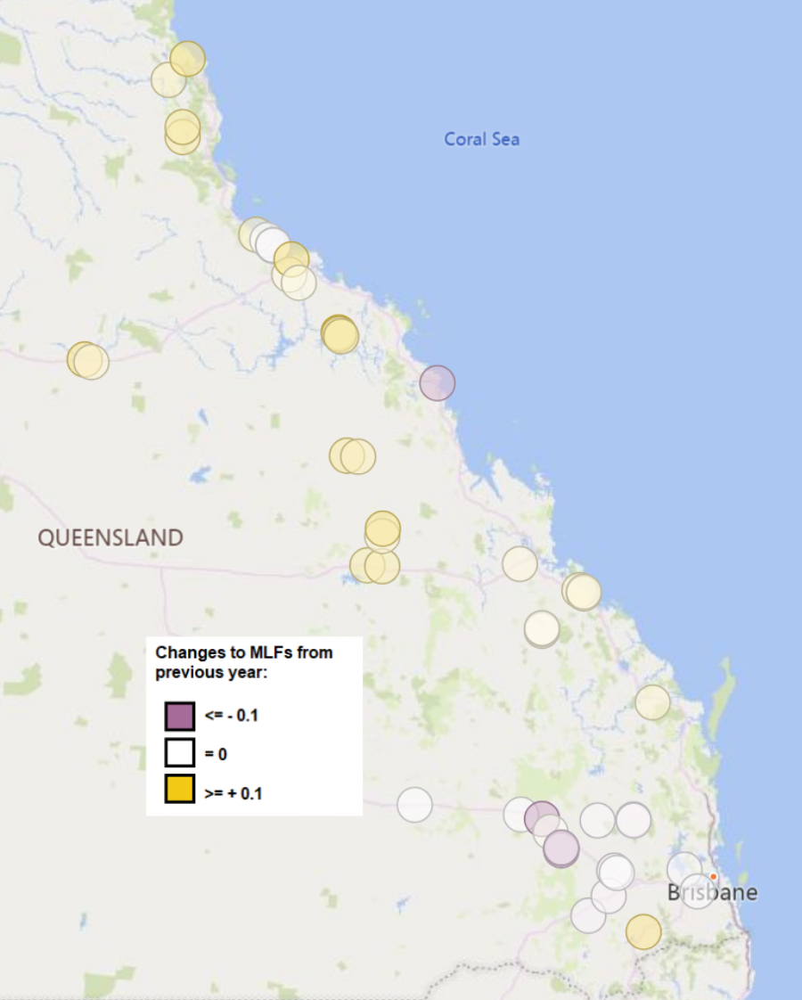 Coral Sea
QUEENSLAND
Changes to MLFs from
previous year:
<= - 0.1
= 0
>= + 0.1
Brisbane